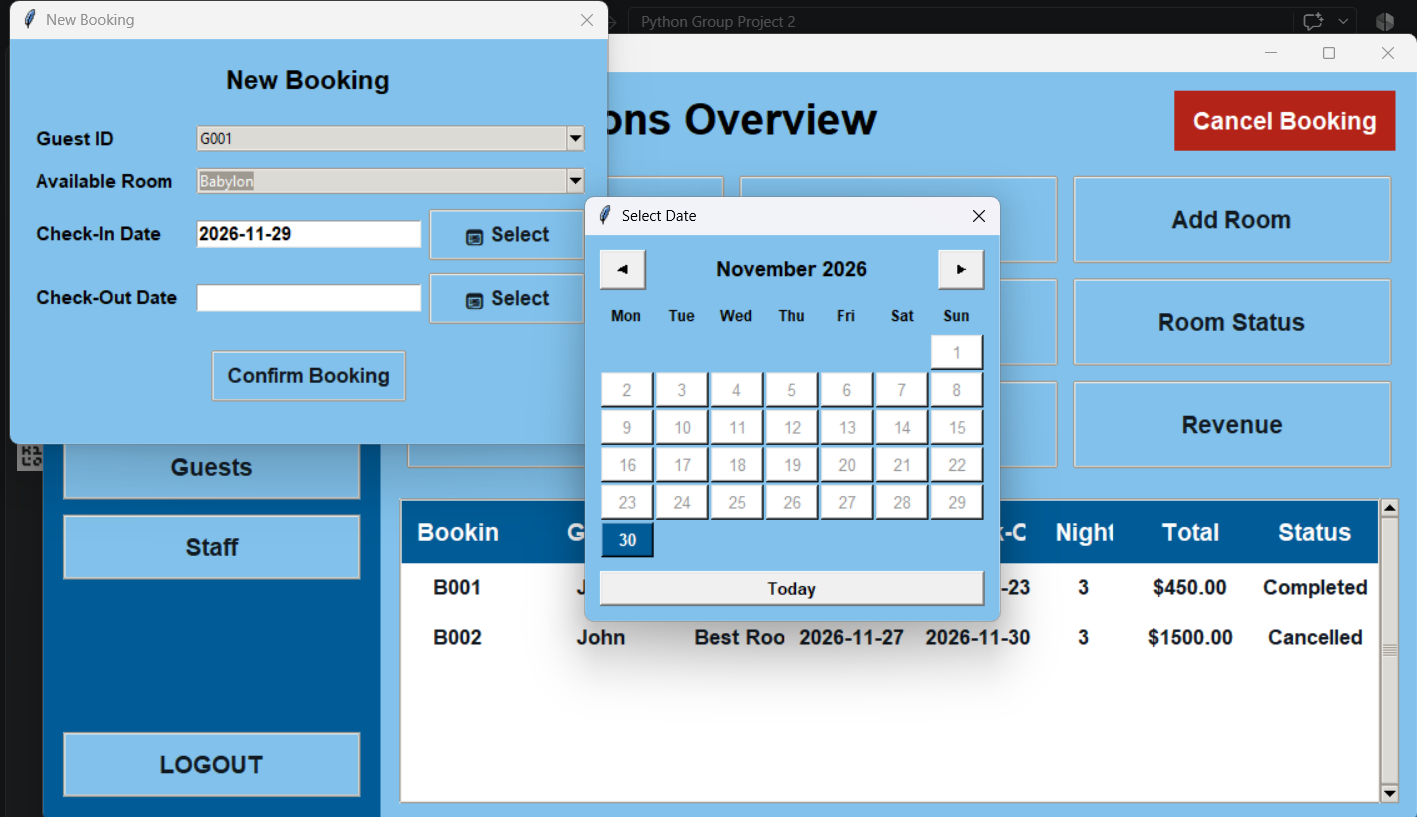 New Booking
Python Group Project 2
New Booking
ons Overview
Cancel Booking
Guest ID
G001
Available Room
Babylon
Check-In Date
2026-11-29
Select
Check-Out Date
Select
Confirm Booking
Select Date
November 2026
Mon Tue Wed Thu Fri Sat Sun
1
2 3 4 5 6 7 8
9 10 11 12 13 14 15
16 17 18 19 20 21 22
23 24 25 26 27 28 29
30
Today
Add Room
Room Status
Revenue
Guests
Staff
LOGOUT
Bookin G k-C Night Total Status
B001 J -23 3 $450.00 Completed
B002 John Best Roo 2026-11-27 2026-11-30 3 $1500.00 Cancelled